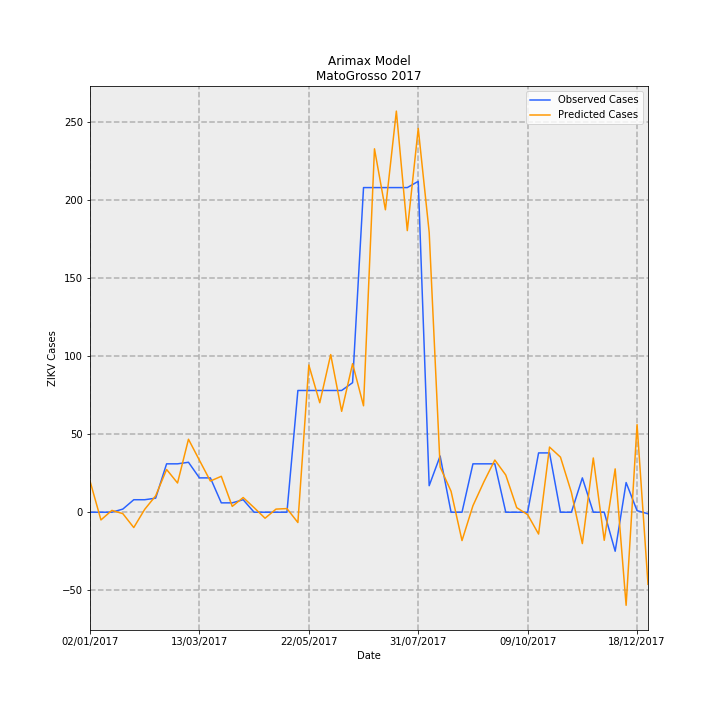 Arimax Model
MatoGrosso 2017
Observed Cases
Predicted Cases
250
200
150
100
50
0
−50
ZIKV Cases
02/01/2017
13/03/2017
22/05/2017
31/07/2017
09/10/2017
18/12/2017
Date